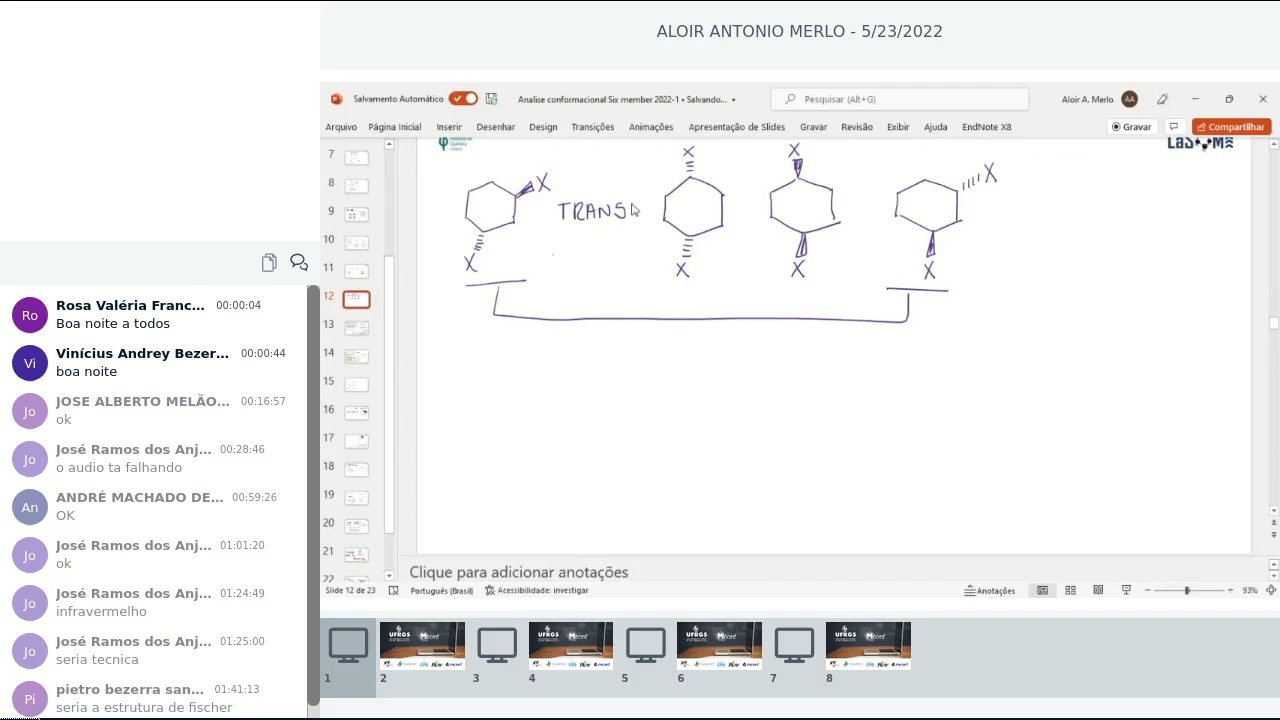 ALOIR ANTONIO MERLO - 5/23/2022
Salvamento Automático
Analise conformacional Six member 2022-1 • Salvando...
Pesquisar (Alt+G)
Aloir A. Merlo
AA
Arquivo
Página Inicial
Inserir
Desenhar
Design
Transições
Animações
Apresentação de Slides
Gravar
Revisão
Exibir
Ajuda
EndNote X8
Gravar
Compartilhar
7
8
9
10
11
12
13
14
15
16
17
18
19
20
21
22
X
X
X
X
TRANS
X
X
X
X
Clique para adicionar anotações
Slide 12 de 23
Português (Brasil)
Acessibilidade: investigar
Anotações
93%
Ro
Rosa Valéria Franc...
00:00:04
Boa noite a todos
Vi
Vinícius Andrey Bezer...
00:00:44
boa noite
Jo
JOSE ALBERTO MELÃO...
00:16:57
ok
Jo
José Ramos dos Anj...
00:28:46
o audio ta falhando
An
ANDRÉ MACHADO DE...
00:59:26
OK
Jo
José Ramos dos Anj...
01:01:20
ok
Jo
José Ramos dos Anj...
01:24:49
infravermelho
Jo
José Ramos dos Anj...
01:25:00
seria tecnica
Pi
pietro bezerra san...
01:41:13
seria a estrutura de fischer
1
2
3
4
5
6
7
8
UFRGS
UFRGS
UFRGS
UFRGS